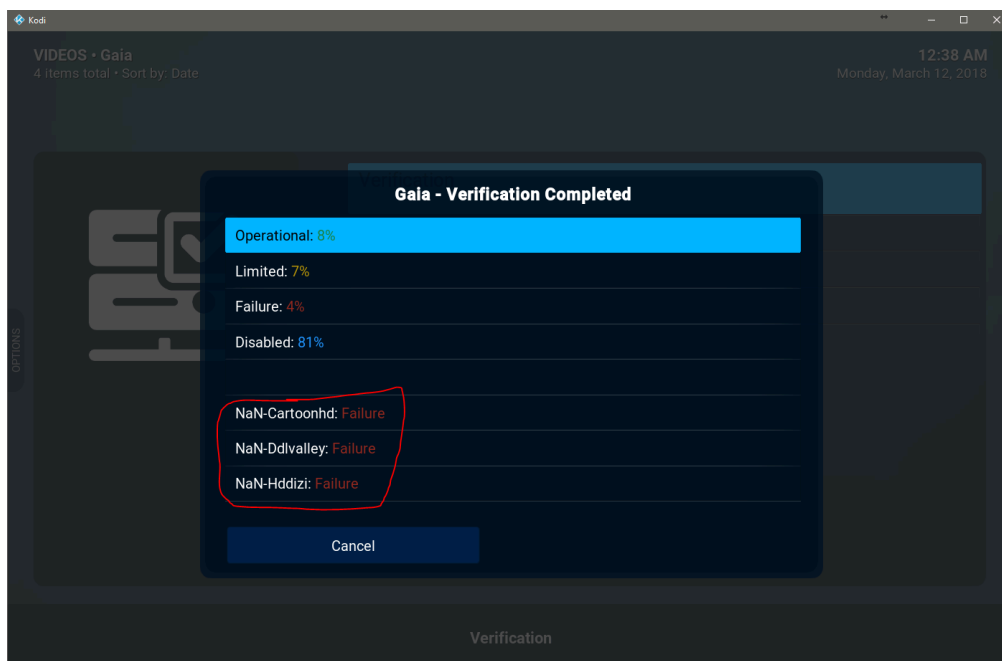 Kodi
VIDEOS • Gaia
4 items total • Sort by: Date
12:38 AM
Monday, March 12, 2018
OPTIONS
Verification
Gaia - Verification Completed
Operational: 8%
Limited: 7%
Failure: 4%
Disabled: 81%
NaN-Cartoonhd: Failure
NaN-Ddlvalley: Failure
NaN-Hddizi: Failure
Cancel
Verification